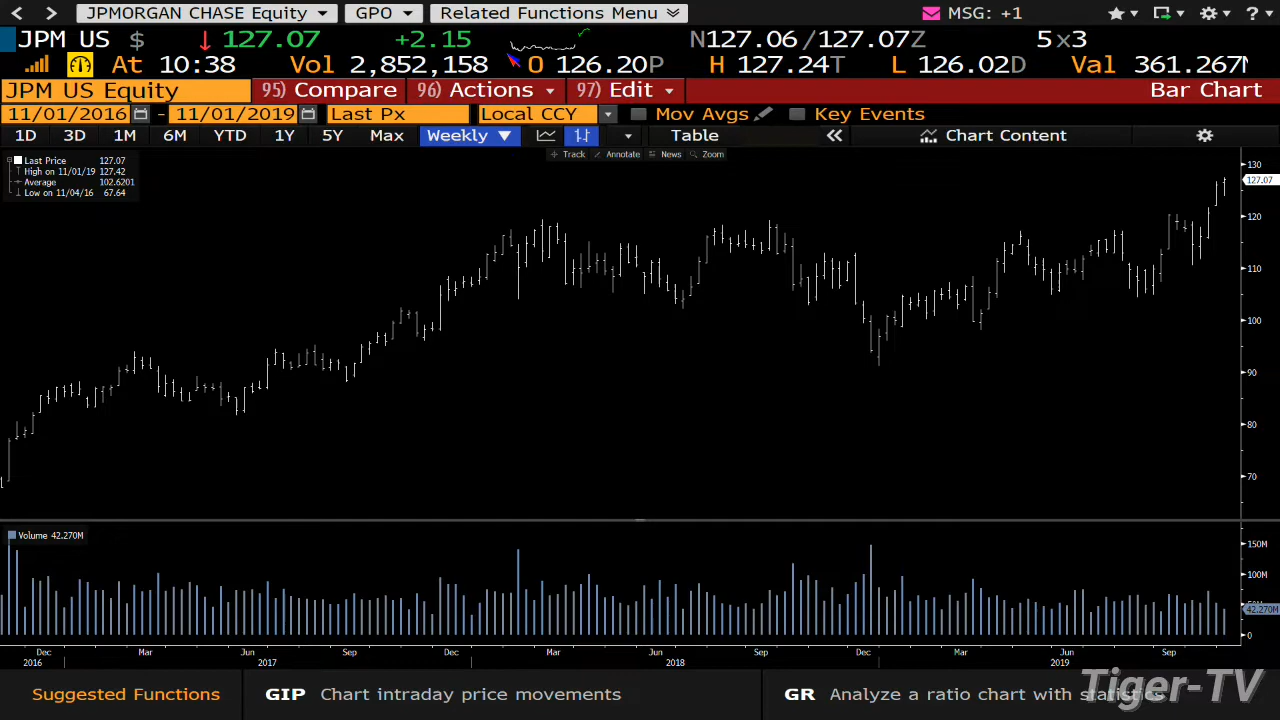 JPMORGAN CHASE Equity GPO Related Functions Menu MSG: +1 ?
JPM US $ 127.07 +2.15 N127.06/127.07Z 5x3
At 10:38 Vol 2,852,158 O 126.20P H 127.24T L 126.02D Val 361.267M
JPM US Equity 95) Compare 96) Actions 97) Edit Bar Chart
11/01/2016 - 11/01/2019 Last Px Local CCY Mov Avgs Key Events
1D 3D 1M 6M YTD 1Y 5Y Max Weekly Table Chart Content
Track Annotate News Zoom
Last Price 127.07
High on 11/01/19 127.42
Average 102.6201
Low on 11/04/16 67.64
130
127.07
120
110
100
90
80
70
Volume 42.270M
150M
100M
42.270M
0
Dec Mar Jun Sep Dec Mar Jun Sep Dec Mar Jun Sep
2016 2017 2018 2019
Suggested Functions GIP Chart intraday price movements GR Analyze a ratio chart with statistics
Tiger-TV